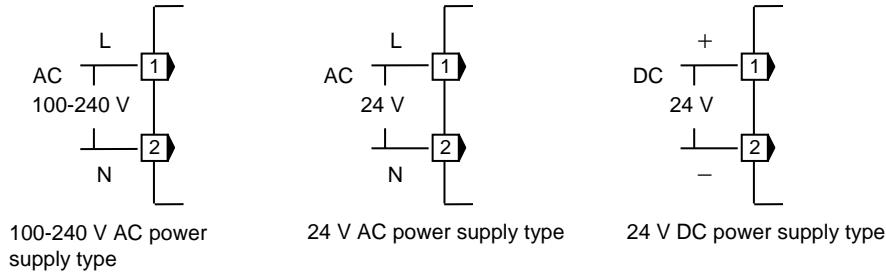 L
AC
1
100-240 V
2
N
100-240 V AC power
supply type
L
AC
1
24 V
2
N
24 V AC power supply type
+
DC
1
24 V
2
−
24 V DC power supply type